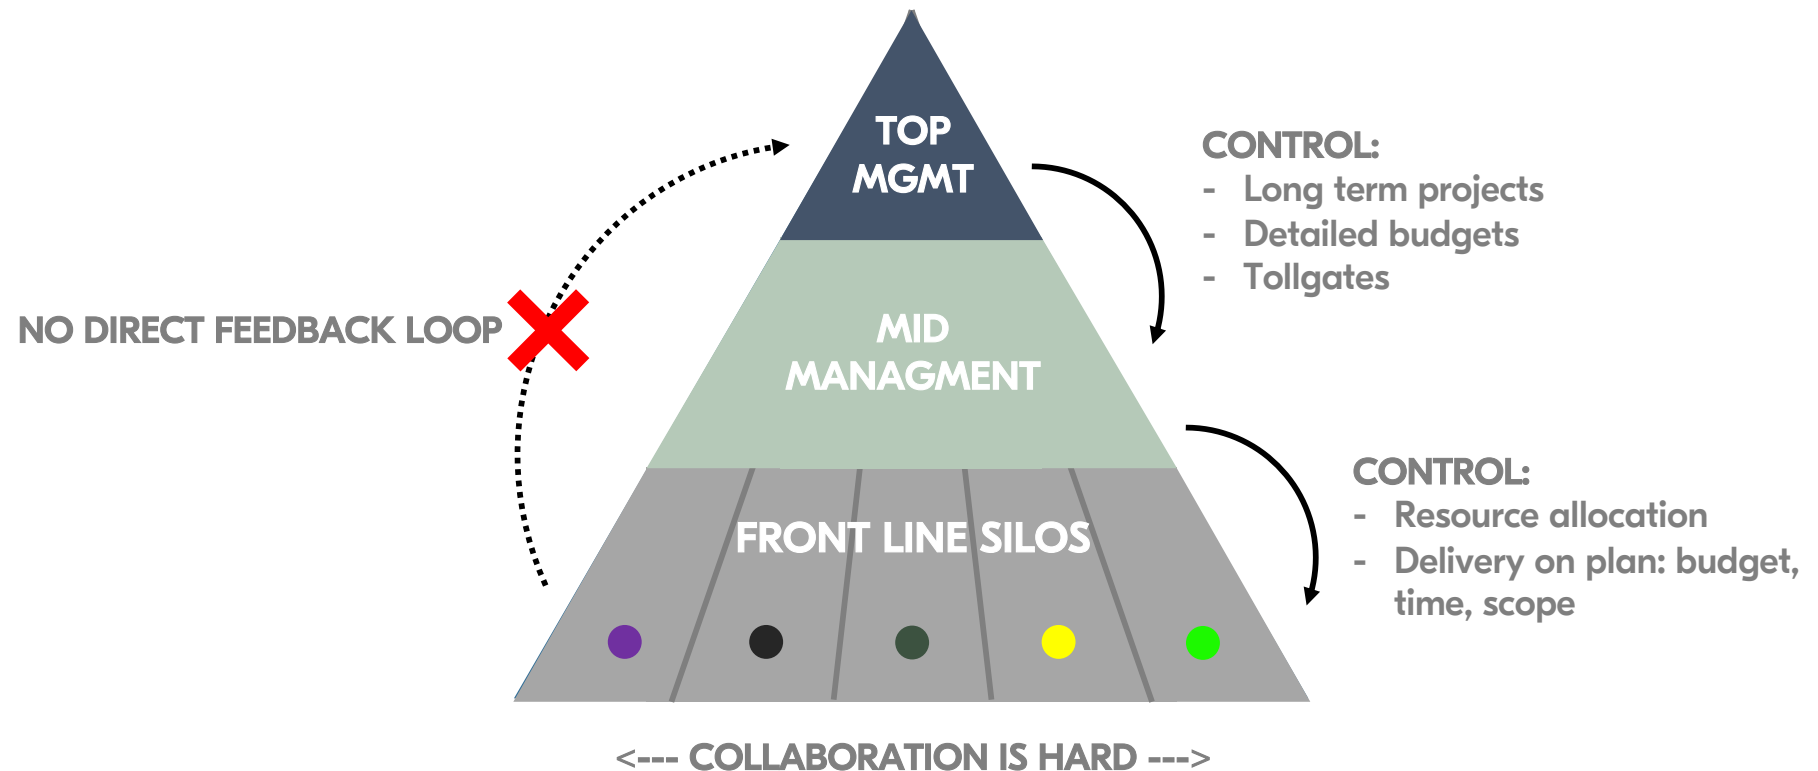 TOP
MGMT
CONTROL:
- Long term projects
- Detailed budgets
- Tollgates
NO DIRECT FEEDBACK LOOP
MID
MANAGMENT
CONTROL:
- Resource allocation
- Delivery on plan: budget,
time, scope
FRONT LINE SILOS
<--- COLLABORATION IS HARD --->